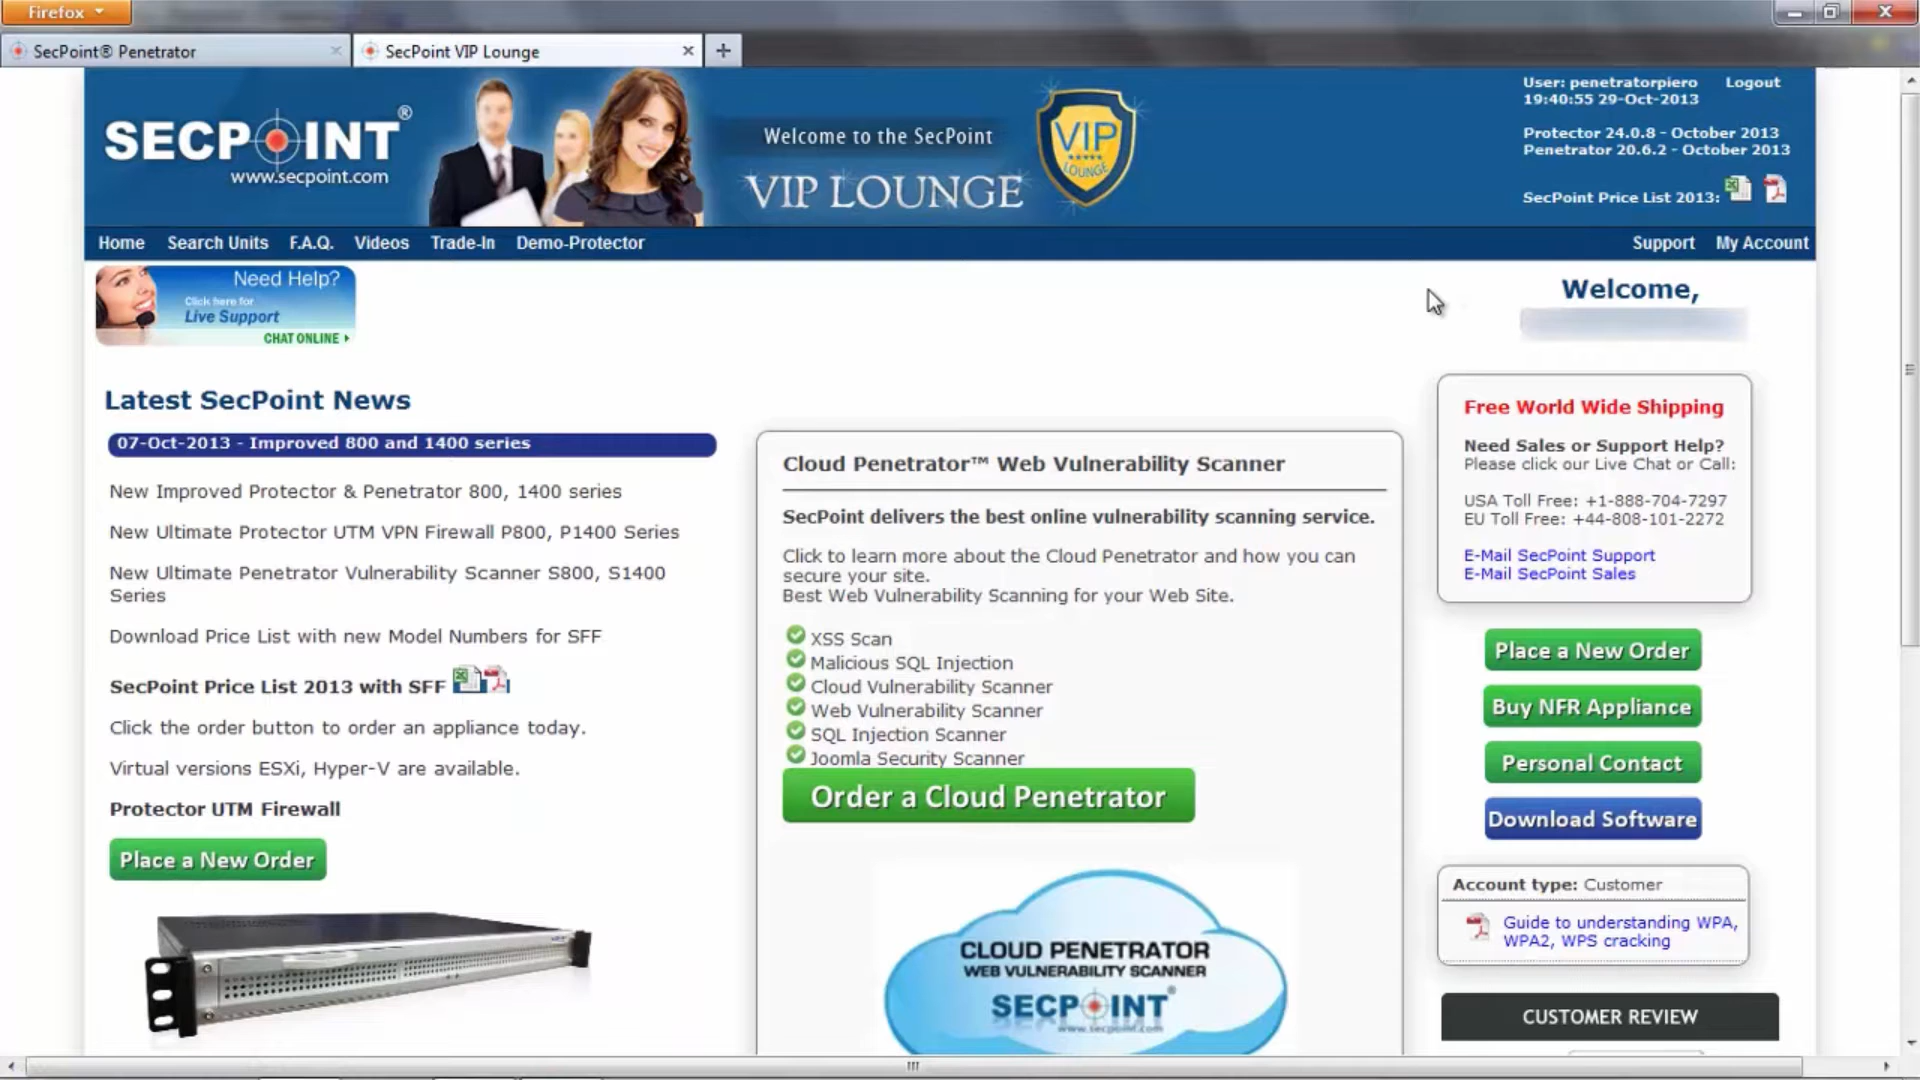 Firefox
SecPoint® Penetrator
SecPoint VIP Lounge
SECPOINT®
www.secpoint.com
Welcome to the SecPoint
VIP LOUNGE
VIP
LOUNGE
User: penetratorpiero Logout
19:40:55 29-Oct-2013
Protector 24.0.8 - October 2013
Penetrator 20.6.2 - October 2013
SecPoint Price List 2013:
Home Search Units F.A.Q. Videos Trade-In Demo-Protector Support My Account
Need Help?
Click here for
Live Support
CHAT ONLINE
Welcome,
Latest SecPoint News
07-Oct-2013 - Improved 800 and 1400 series
New Improved Protector & Penetrator 800, 1400 series
New Ultimate Protector UTM VPN Firewall P800, P1400 Series
New Ultimate Penetrator Vulnerability Scanner S800, S1400
Series
Download Price List with new Model Numbers for SFF
SecPoint Price List 2013 with SFF
Click the order button to order an appliance today.
Virtual versions ESXi, Hyper-V are available.
Protector UTM Firewall
Place a New Order
Cloud Penetrator™ Web Vulnerability Scanner
SecPoint delivers the best online vulnerability scanning service.
Click to learn more about the Cloud Penetrator and how you can
secure your site.
Best Web Vulnerability Scanning for your Web Site.
XSS Scan
Malicious SQL Injection
Cloud Vulnerability Scanner
Web Vulnerability Scanner
SQL Injection Scanner
Joomla Security Scanner
Order a Cloud Penetrator
CLOUD PENETRATOR
WEB VULNERABILITY SCANNER
SECPOINT®
www.secpoint.com
Free World Wide Shipping
Need Sales or Support Help?
Please click our Live Chat or Call:
USA Toll Free: +1-888-704-7297
EU Toll Free: +44-808-101-2272
E-Mail SecPoint Support
E-Mail SecPoint Sales
Place a New Order
Buy NFR Appliance
Personal Contact
Download Software
Account type: Customer
Guide to understanding WPA,
WPA2, WPS cracking
CUSTOMER REVIEW